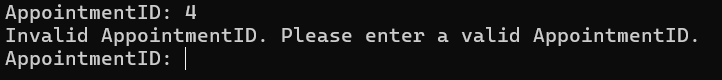 AppointmentID: 4
Invalid AppointmentID. Please enter a valid AppointmentID.
AppointmentID: